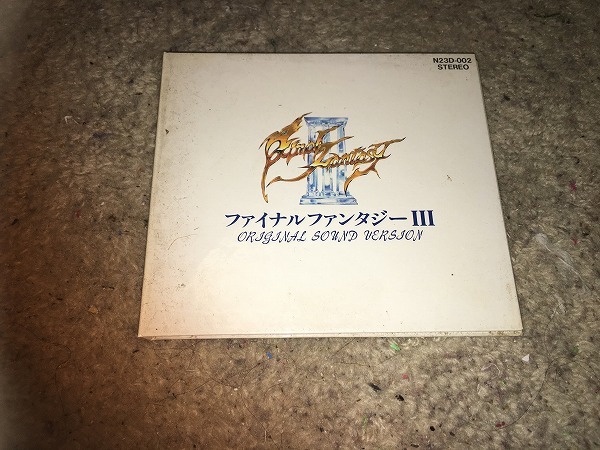 N23D-002
STEREO
Final Fantasy
III
ファイナルファンタジーIII
ORIGINAL SOUND VERSION